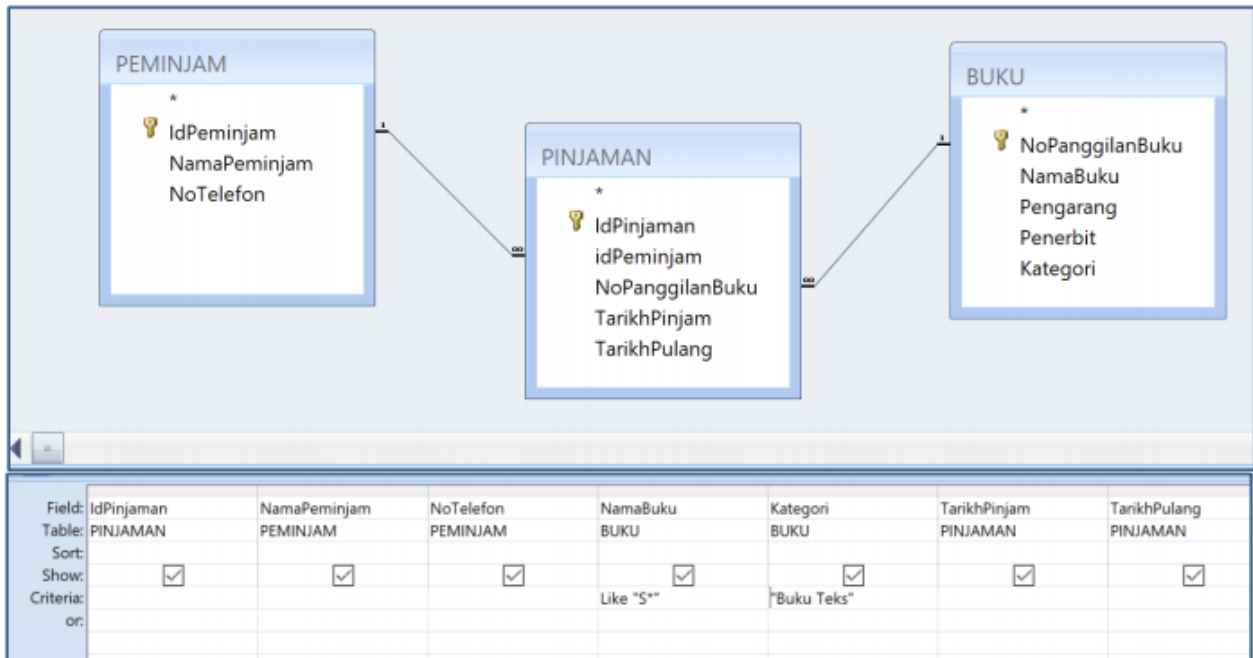 PEMINJAM
*
IdPeminjam
NamaPeminjam
NoTelefon
1
∞
PINJAMAN
*
IdPinjaman
idPeminjam
NoPanggilanBuku
TarikhPinjam
TarikhPulang
∞
1
BUKU
*
NoPanggilanBuku
NamaBuku
Pengarang
Penerbit
Kategori
Field: IdPinjaman NamaPeminjam NoTelefon NamaBuku Kategori TarikhPinjam TarikhPulang
Table: PINJAMAN PEMINJAM PEMINJAM BUKU BUKU PINJAMAN PINJAMAN
Sort:
Show:
Criteria: Like "S*" "Buku Teks"
or: